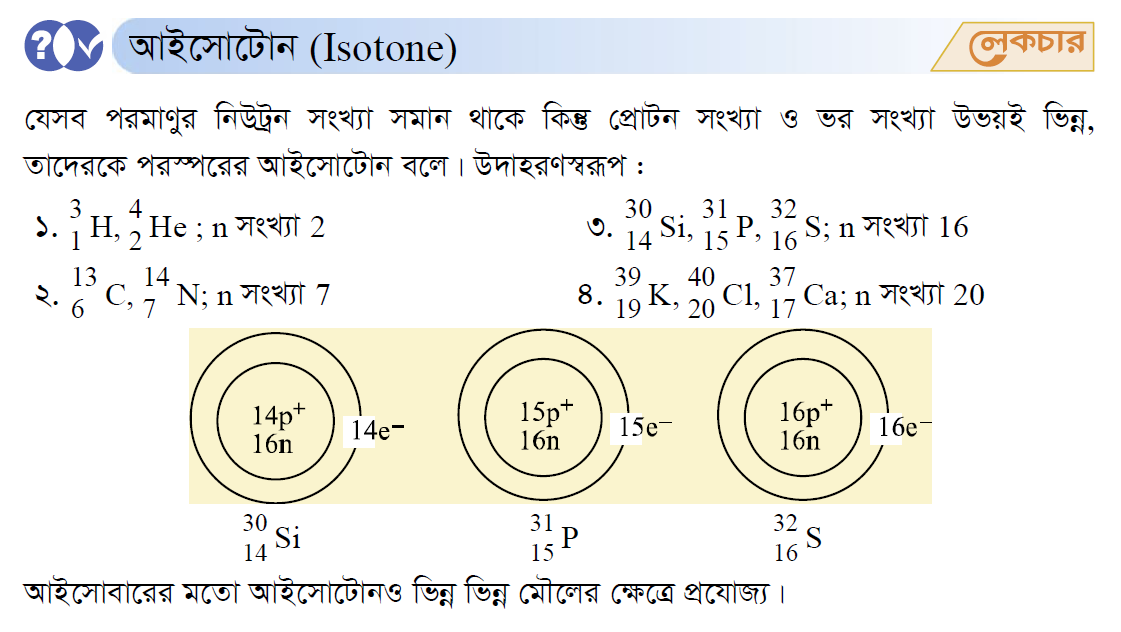 আইসোটোন (Isotone)
লেকচার
যেসব পরমাণুর নিউট্রন সংখ্যা সমান থাকে কিন্তু প্রোটন সংখ্যা ও ভর সংখ্যা উভয়ই ভিন্ন,
তাদেরকে পরস্পরের আইসোটোন বলে। উদাহরণস্বরূপ :
১. ³₁H, ⁴₂He ; n সংখ্যা 2
৩. ³⁰₁₄Si, ³¹₁₅P, ³²₁₆S; n সংখ্যা 16
২. ¹³₆C, ¹⁴₇N; n সংখ্যা 7
৪. ³⁹₁₉K, ⁴⁰₂₀Cl, ³⁷₁₇Ca; n সংখ্যা 20
14p⁺
16n
14e⁻
15p⁺
16n
15e⁻
16p⁺
16n
16e⁻
³⁰₁₄Si
³¹₁₅P
³²₁₆S
আইসোবারের মতো আইসোটোনও ভিন্ন ভিন্ন মৌলের ক্ষেত্রে প্রযোজ্য।